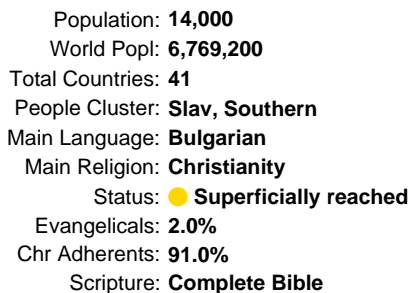 Population: 14,000
World Popl: 6,769,200
Total Countries: 41
People Cluster: Slav, Southern
Main Language: Bulgarian
Main Religion: Christianity
Status: Superficially reached
Evangelicals: 2.0%
Chr Adherents: 91.0%
Scripture: Complete Bible